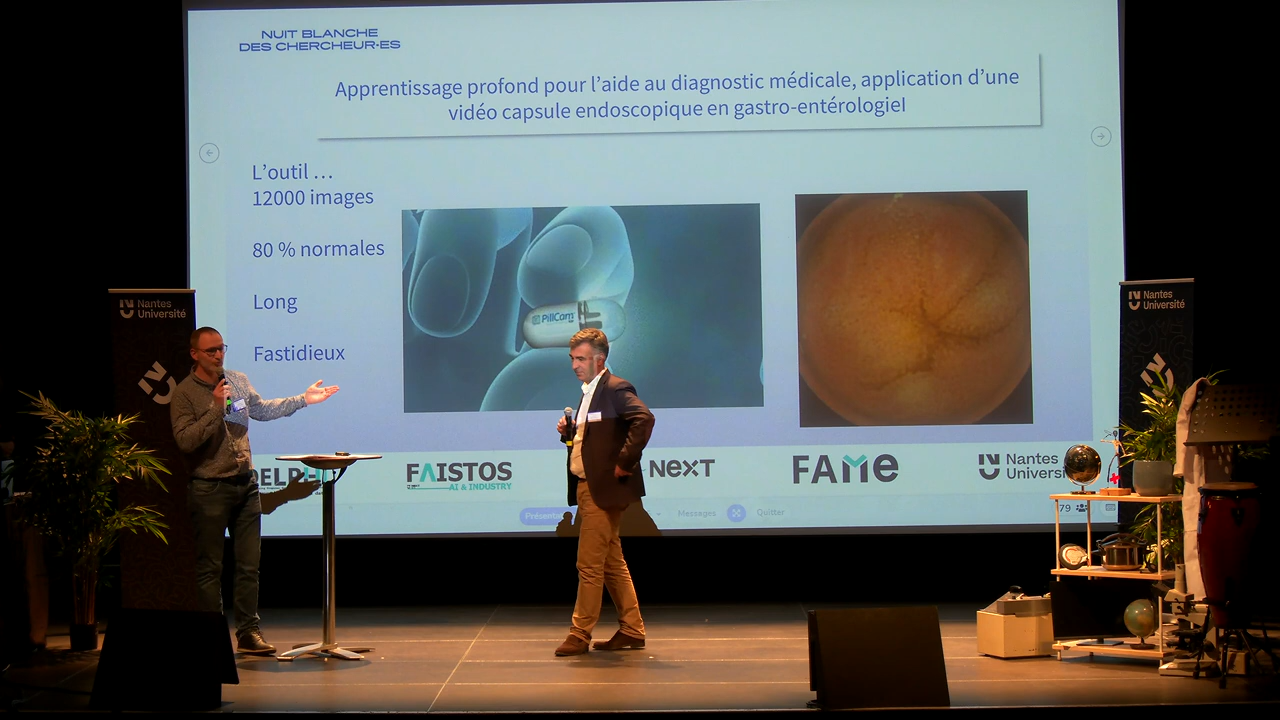 NUIT BLANCHE
DES CHERCHEUR·ES
Apprentissage profond pour l'aide au diagnostic médicale, application d'une
vidéo capsule endoscopique en gastro-entérologiel
L'outil …
12000 images
80 % normales
Long
Fastidieux
PillCam
Nantes
Université
Nantes
Université
FAISTOS
AI & INDUSTRY
NEXT
FAME
Nantes
Universi
Messages
Quitter
79